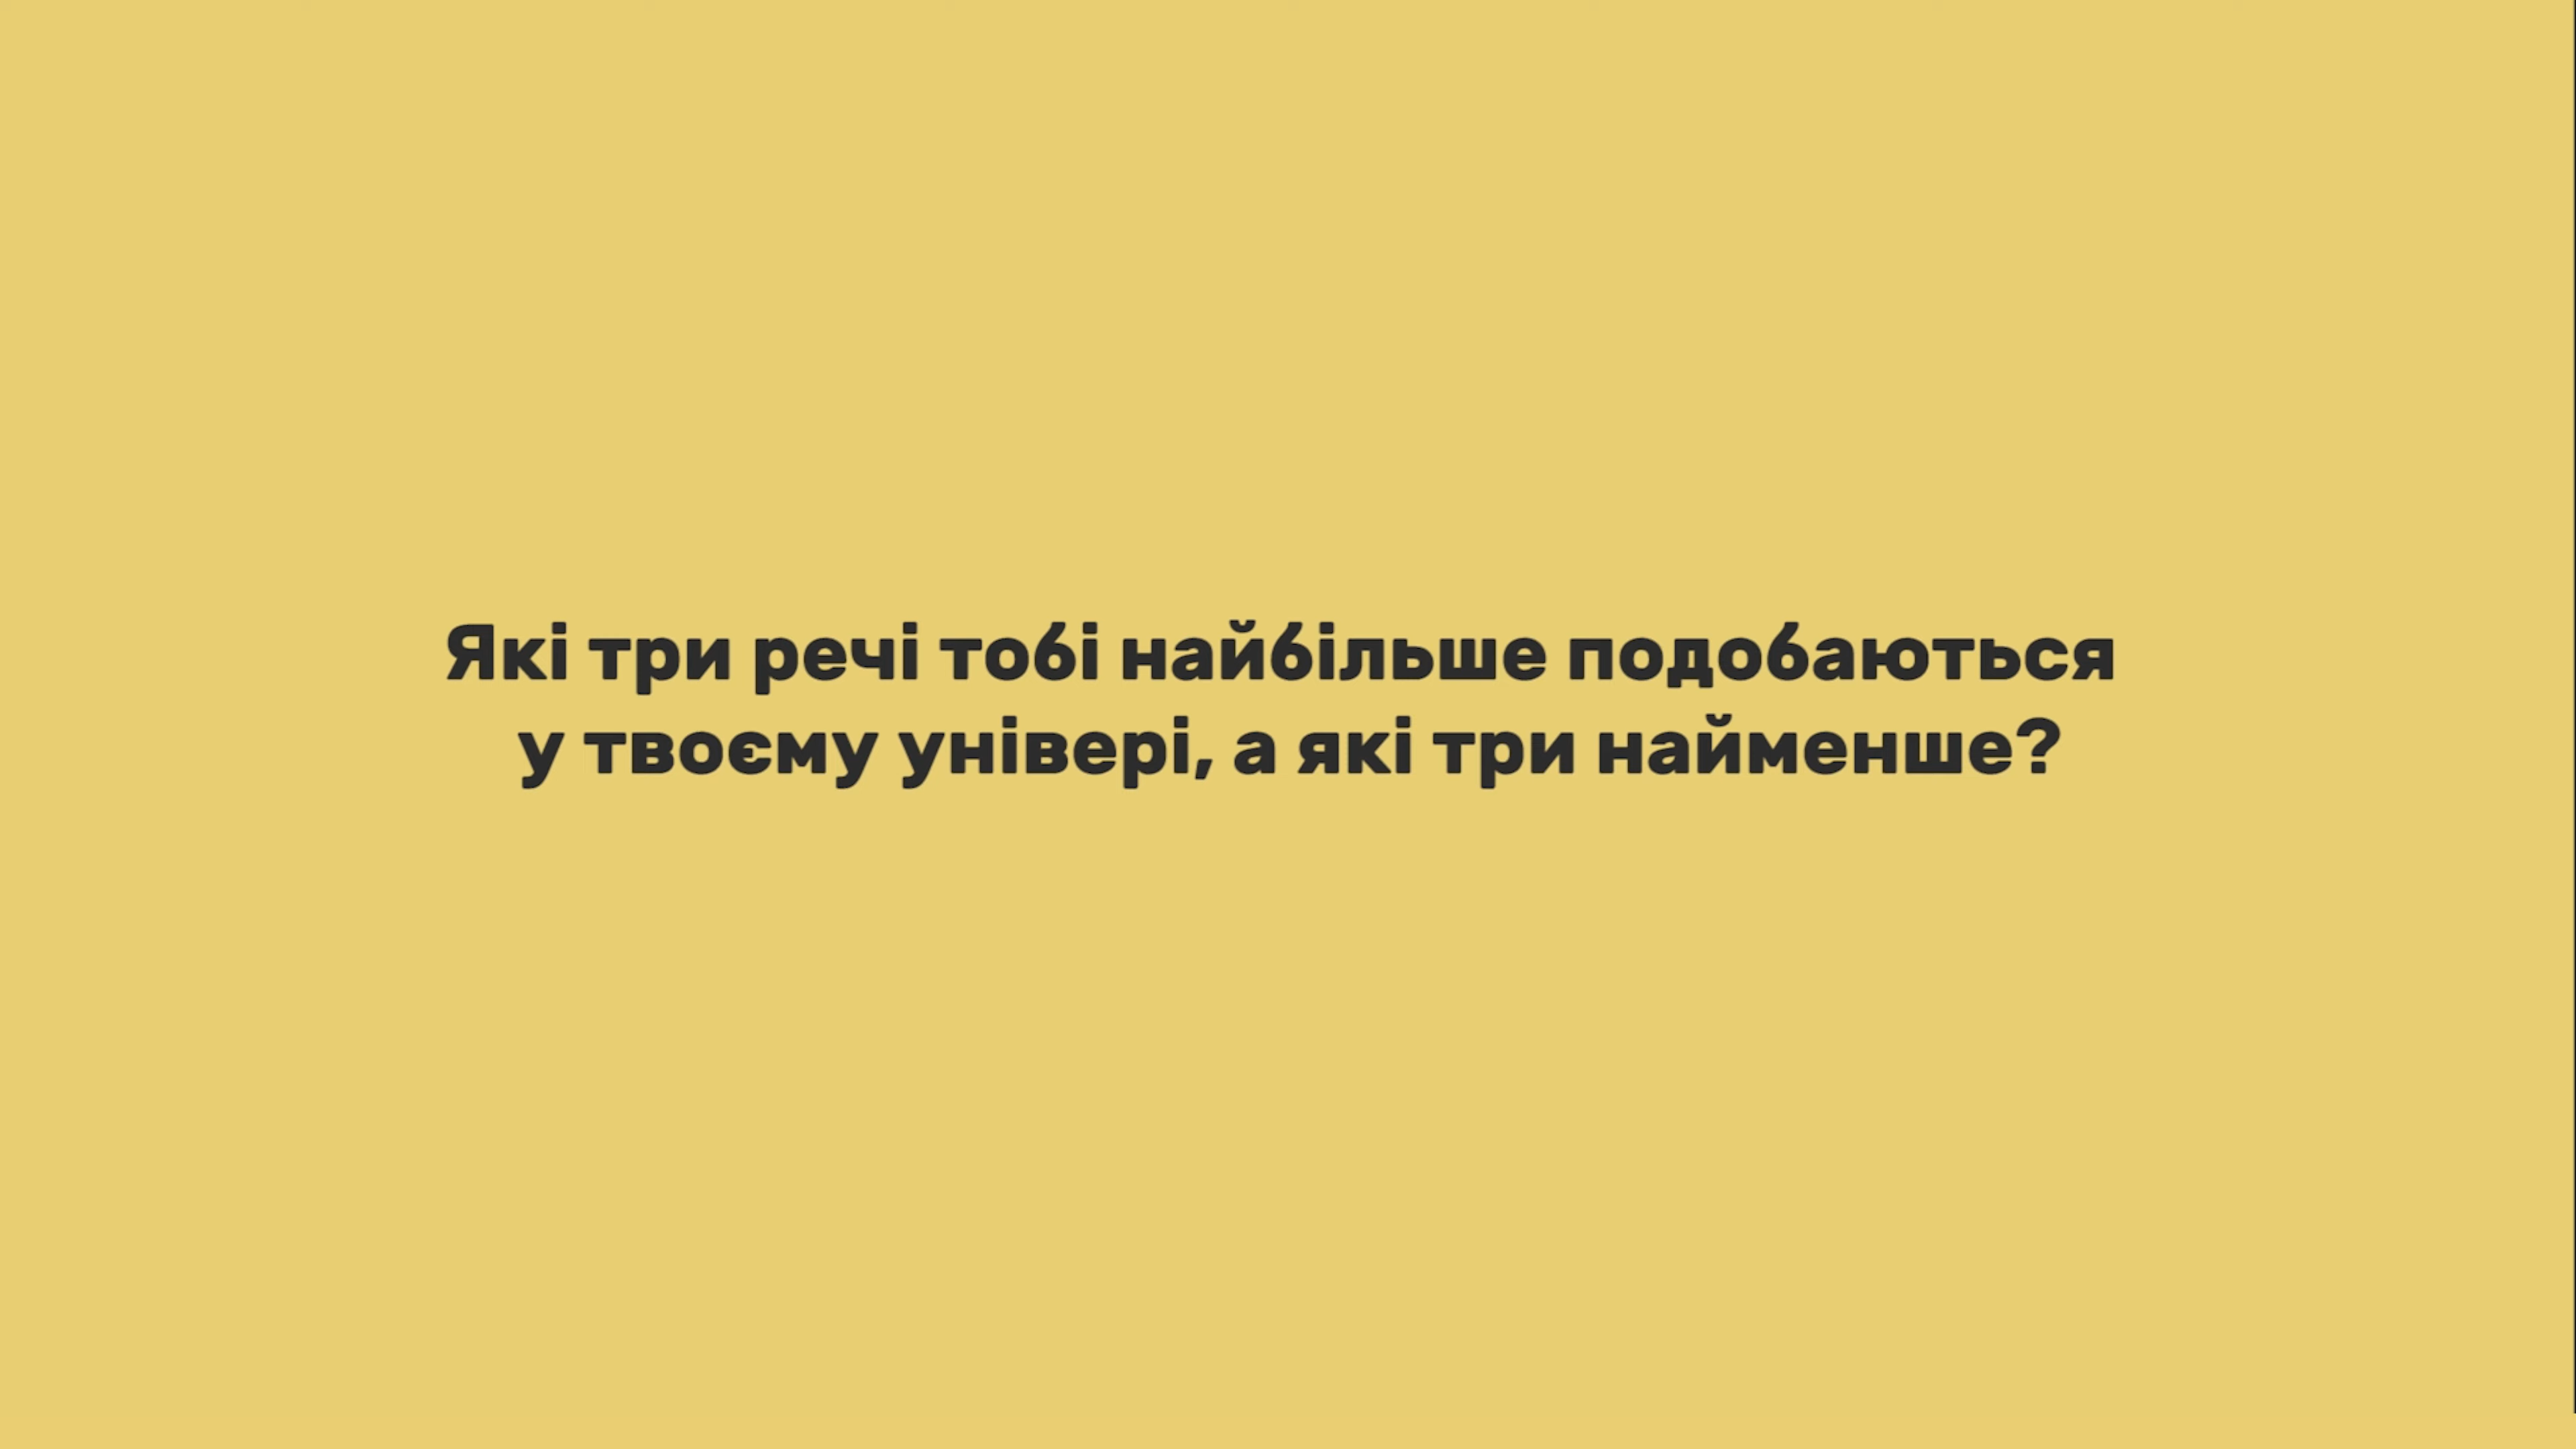 Які три речі тобі найбільше подобаються
у твоєму універі, а які три найменше?